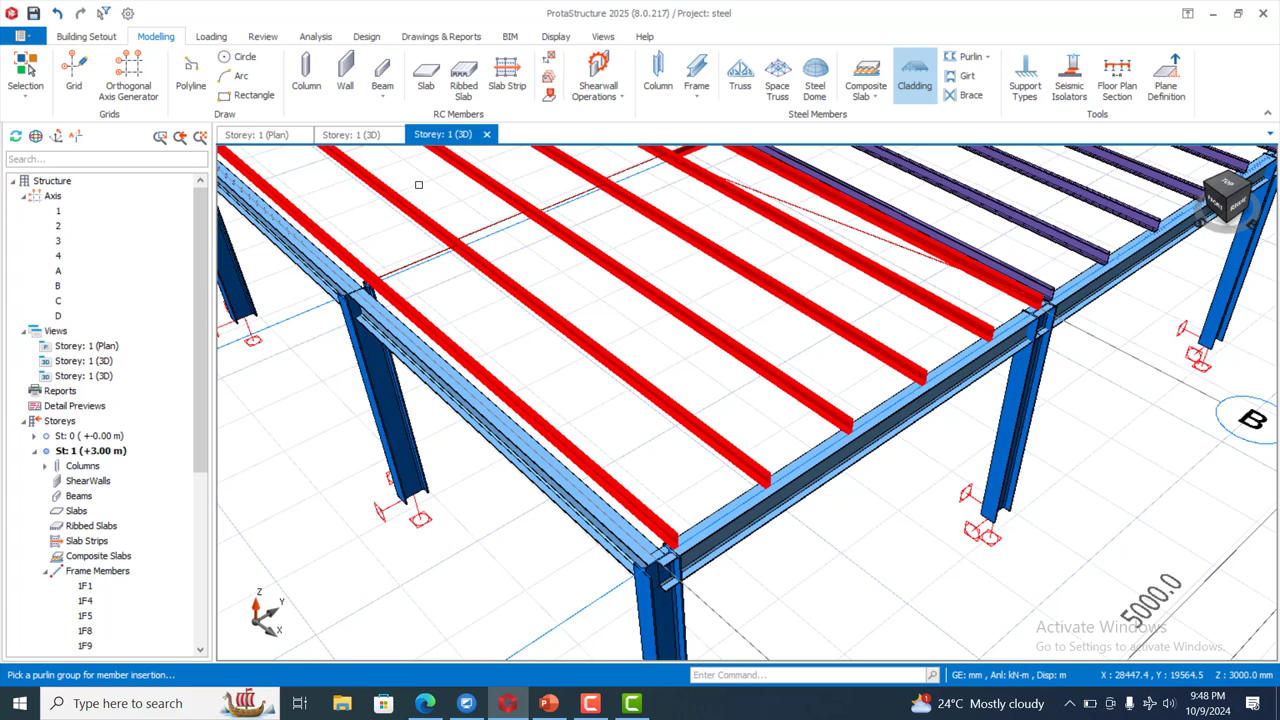 ProtaStructure 2025 (8.0.217) / Project: steel
Building Setout Modelling Loading Review Analysis Design Drawings & Reports BIM Display Views Help
Selection Grid Orthogonal Axis Generator Polyline Circle Arc Rectangle Column Wall Beam Slab Ribbed Slab Slab Strip Shearwall Operations Column Frame Truss Space Truss Steel Dome Composite Slab Cladding Purlin Girt Brace Support Types Seismic Isolators Floor Plan Section Plane Definition
Grids Draw RC Members Steel Members Tools
Storey: 1 (Plan) Storey: 1 (3D) Storey: 1 (3D)
Search...
Structure
Axis
1
2
3
4
A
B
C
D
Views
Storey: 1 (Plan)
Storey: 1 (3D)
Storey: 1 (3D)
Reports
Detail Previews
Storeys
St: 0 ( +-0.00 m)
St: 1 (+3.00 m)
Columns
ShearWalls
Beams
Slabs
Ribbed Slabs
Slab Strips
Composite Slabs
Frame Members
1F1
1F4
1F5
1F8
1F9
TOP
FRONT
B
5000.0
Z
Y
X
Activate Windows
Go to Settings to activate Windows.
Pick a purlin group for member insertion... Enter Command... GE: mm , Anl: kN-m , Disp: m X : 28447.4 , Y : 19564.5 Z : 3000.0 mm
Type here to search 24°C Mostly cloudy 9:48 PM
10/9/2024